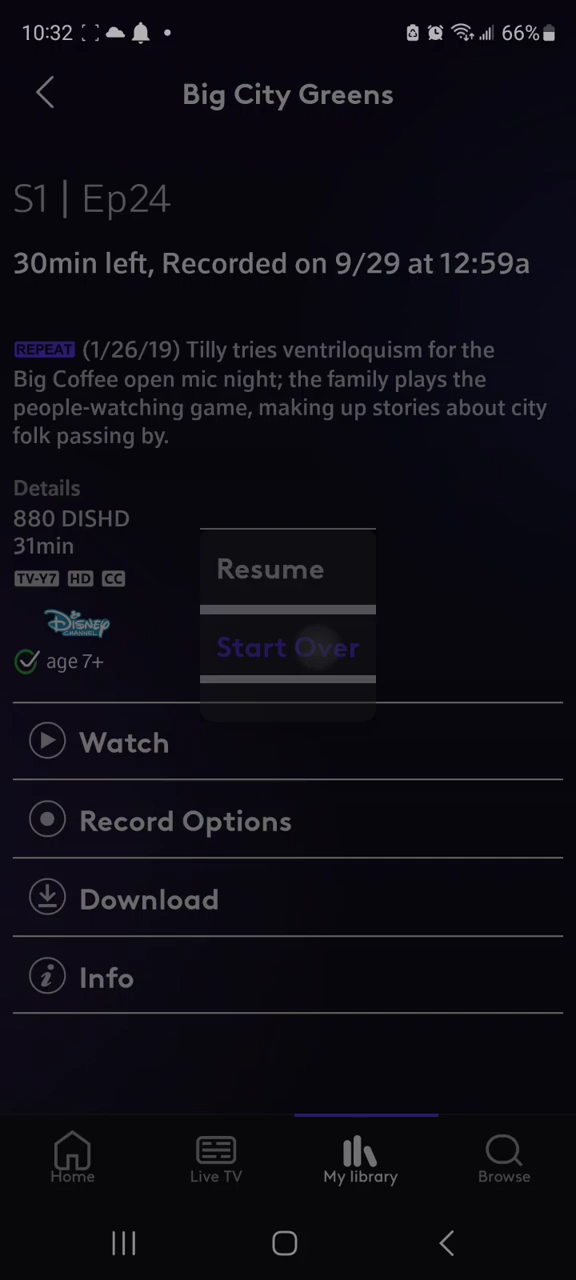 10:32 66%
Big City Greens
S1 | Ep24
30min left, Recorded on 9/29 at 12:59a
REPEAT (1/26/19) Tilly tries ventriloquism for the
Big Coffee open mic night; the family plays the
people-watching game, making up stories about city
folk passing by.
Details
880 DISHD
31min
TV-Y7 HD CC
Disney
CHANNEL
age 7+
Resume
Start Over
Watch
Record Options
Download
Info
Home Live TV My library Browse